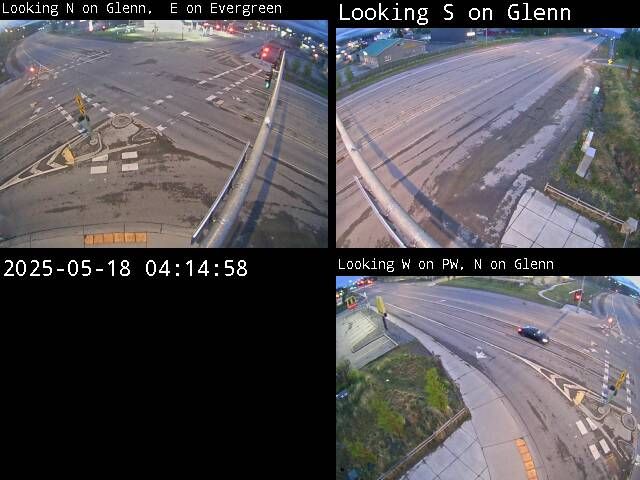 Looking N on Glenn, E on Evergreen
Looking S on Glenn
2025-05-18 04:14:58
Looking W on PW, N on Glenn